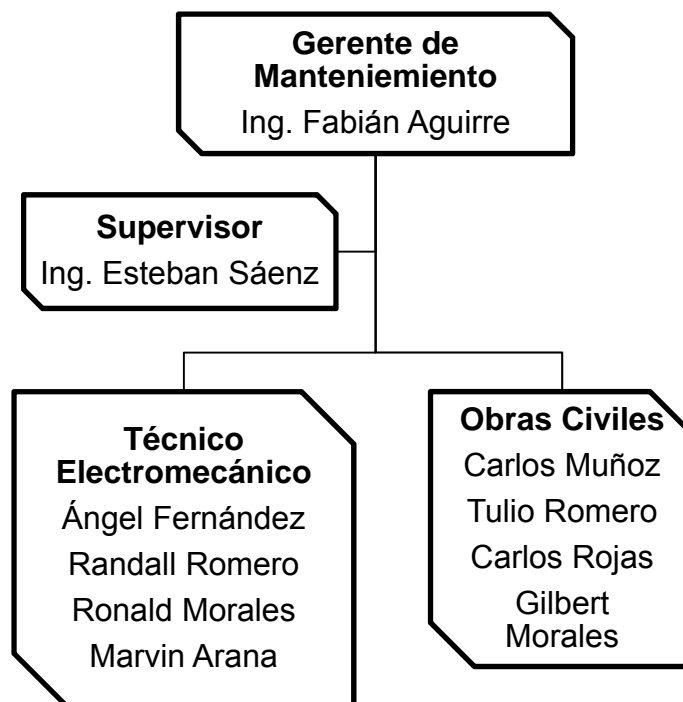 Gerente de
Manteniemiento
Ing. Fabián Aguirre
Supervisor
Ing. Esteban Sáenz
Técnico
Electromecánico
Ángel Fernández
Randall Romero
Ronald Morales
Marvin Arana
Obras Civiles
Carlos Muñoz
Tulio Romero
Carlos Rojas
Gilbert
Morales